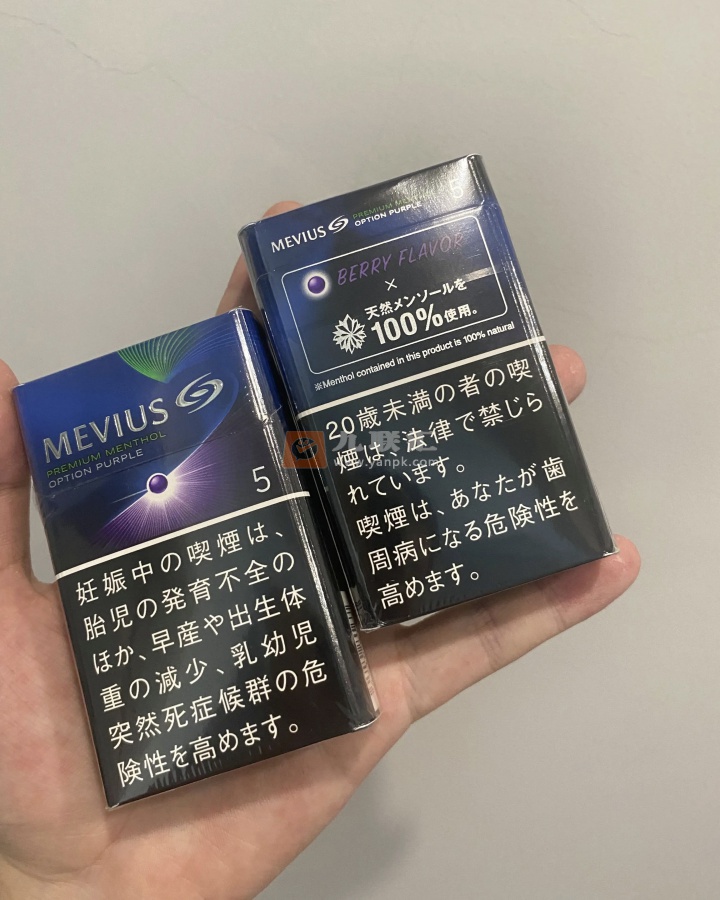 MEVIUS
PREMIUM MENTHOL
OPTION PURPLE
5
妊娠中の喫煙は、
胎児の発育不全の
ほか、早産や出生体
重の減少、乳幼児
突然死症候群の危
険性を高めます。
MEVIUS
PREMIUM MENTHOL
OPTION PURPLE
5
BERRY FLAVOR
×
天然メンソールを
100%使用。
※Menthol contained in this product is 100% natural
20歳未満の者の喫
煙は、法律で禁じら
れています。
喫煙は、あなたが歯
周病になる危険性を
高めます。
www.yanpk.com